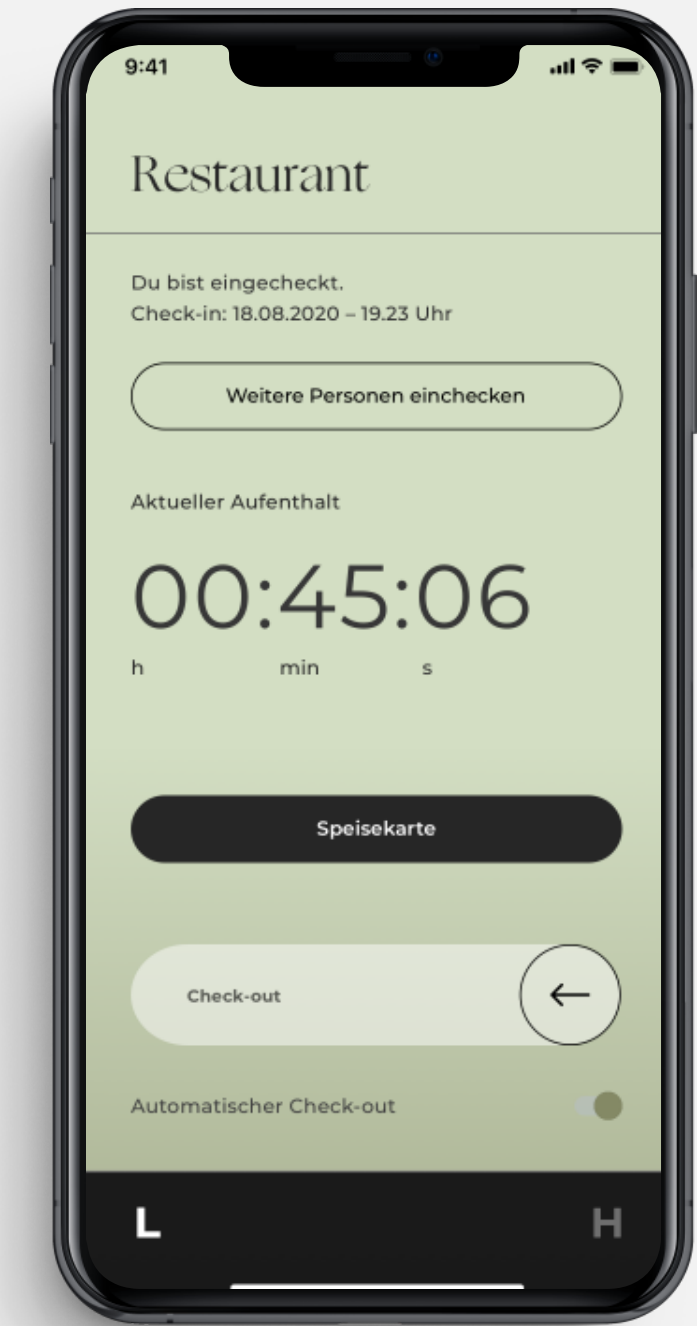 9:41
Restaurant
Du bist eingecheckt.
Check-in: 18.08.2020 – 19.23 Uhr
Weitere Personen einchecken
Aktueller Aufenthalt
00:45:06
h min s
Speisekarte
Check-out
Automatischer Check-out
L H